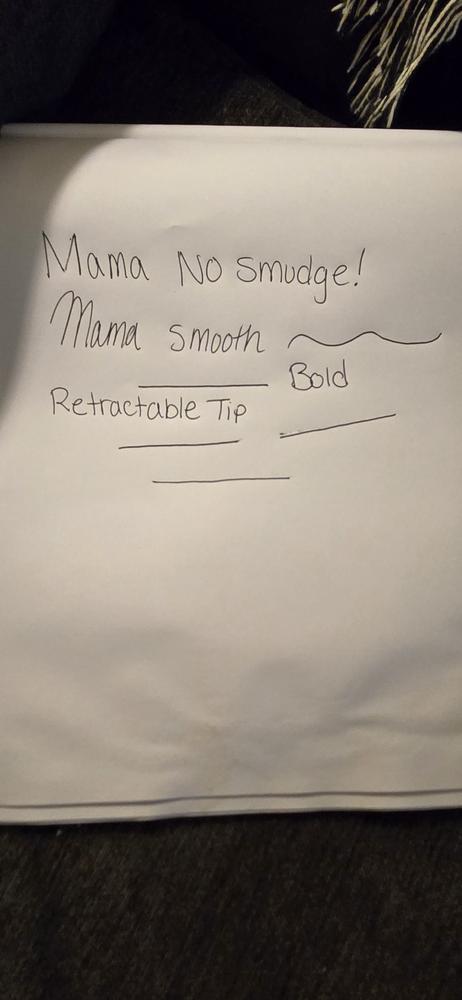 Mama No Smudge!
Mama Smooth
Bold
Retractable Tip